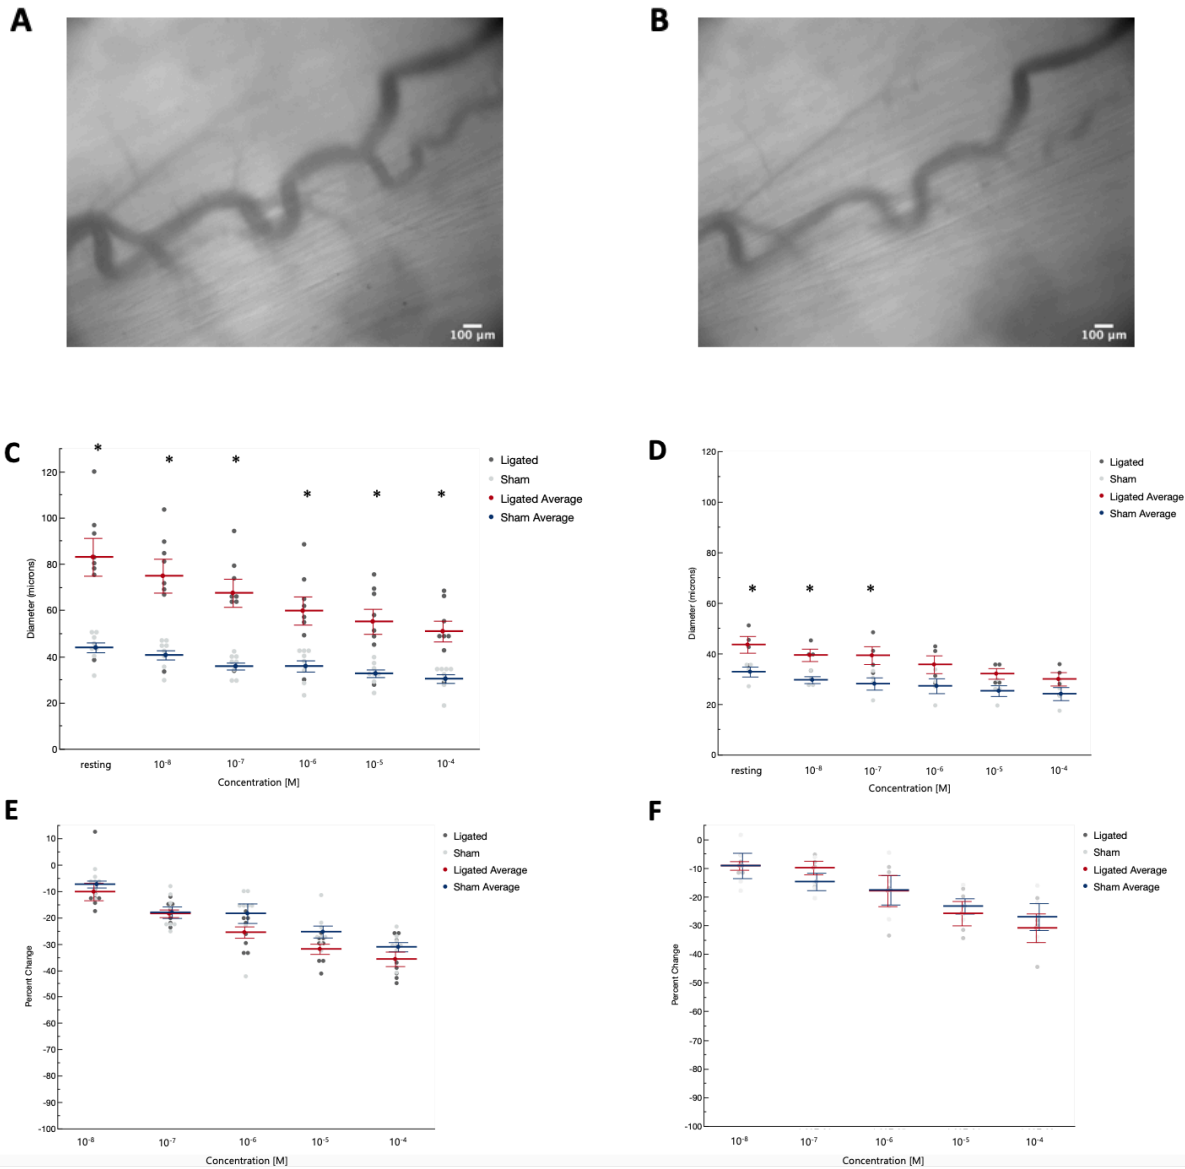 A
100 µm
B
100 µm
C
Diameter (microns)
120
100
80
60
40
20
0
* * * * * *
resting 10-8 10-7 10-6 10-5 10-4
Concentration [M]
Ligated
Sham
Ligated Average
Sham Average
D
Diameter (microns)
120
100
80
60
40
20
0
* * *
resting 10-8 10-7 10-6 10-5 10-4
Concentration [M]
Ligated
Sham
Ligated Average
Sham Average
E
Percent Change
10
0
-10
-20
-30
-40
-50
-60
-70
-80
-90
-100
10-8 10-7 10-6 10-5 10-4
Concentration [M]
Ligated
Sham
Ligated Average
Sham Average
F
Percent Change
0
-10
-20
-30
-40
-50
-60
-70
-80
-90
-100
10-8 10-7 10-6 10-5 10-4
Concentration [M]
Ligated
Sham
Ligated Average
Sham Average